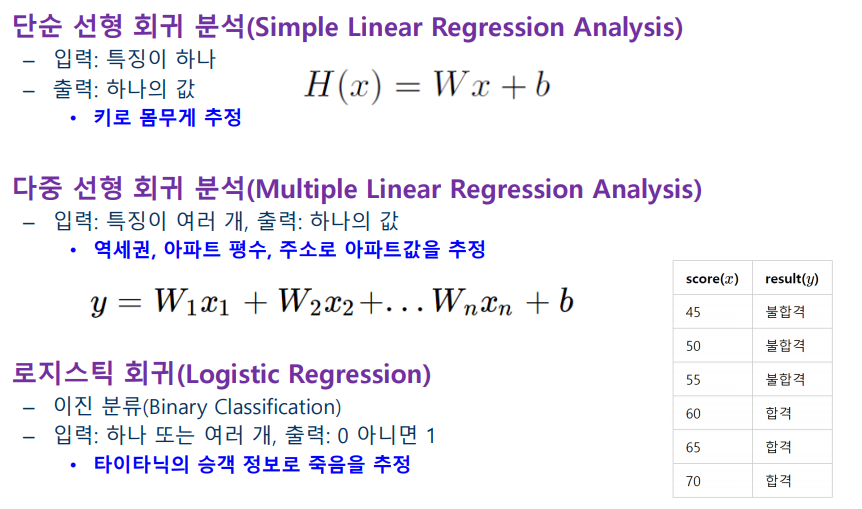 단순 선형 회귀 분석(Simple Linear Regression Analysis)
– 입력: 특징이 하나
– 출력: 하나의 값
• 키로 몸무게 추정
H(x) = Wx + b
다중 선형 회귀 분석(Multiple Linear Regression Analysis)
– 입력: 특징이 여러 개, 출력: 하나의 값
• 역세권, 아파트 평수, 주소로 아파트값을 추정
y = W₁x₁ + W₂x₂+...Wₙxₙ + b
로지스틱 회귀(Logistic Regression)
– 이진 분류(Binary Classification)
– 입력: 하나 또는 여러 개, 출력: 0 아니면 1
• 타이타닉의 승객 정보로 죽음을 추정
score(x) result(y)
45 불합격
50 불합격
55 불합격
60 합격
65 합격
70 합격